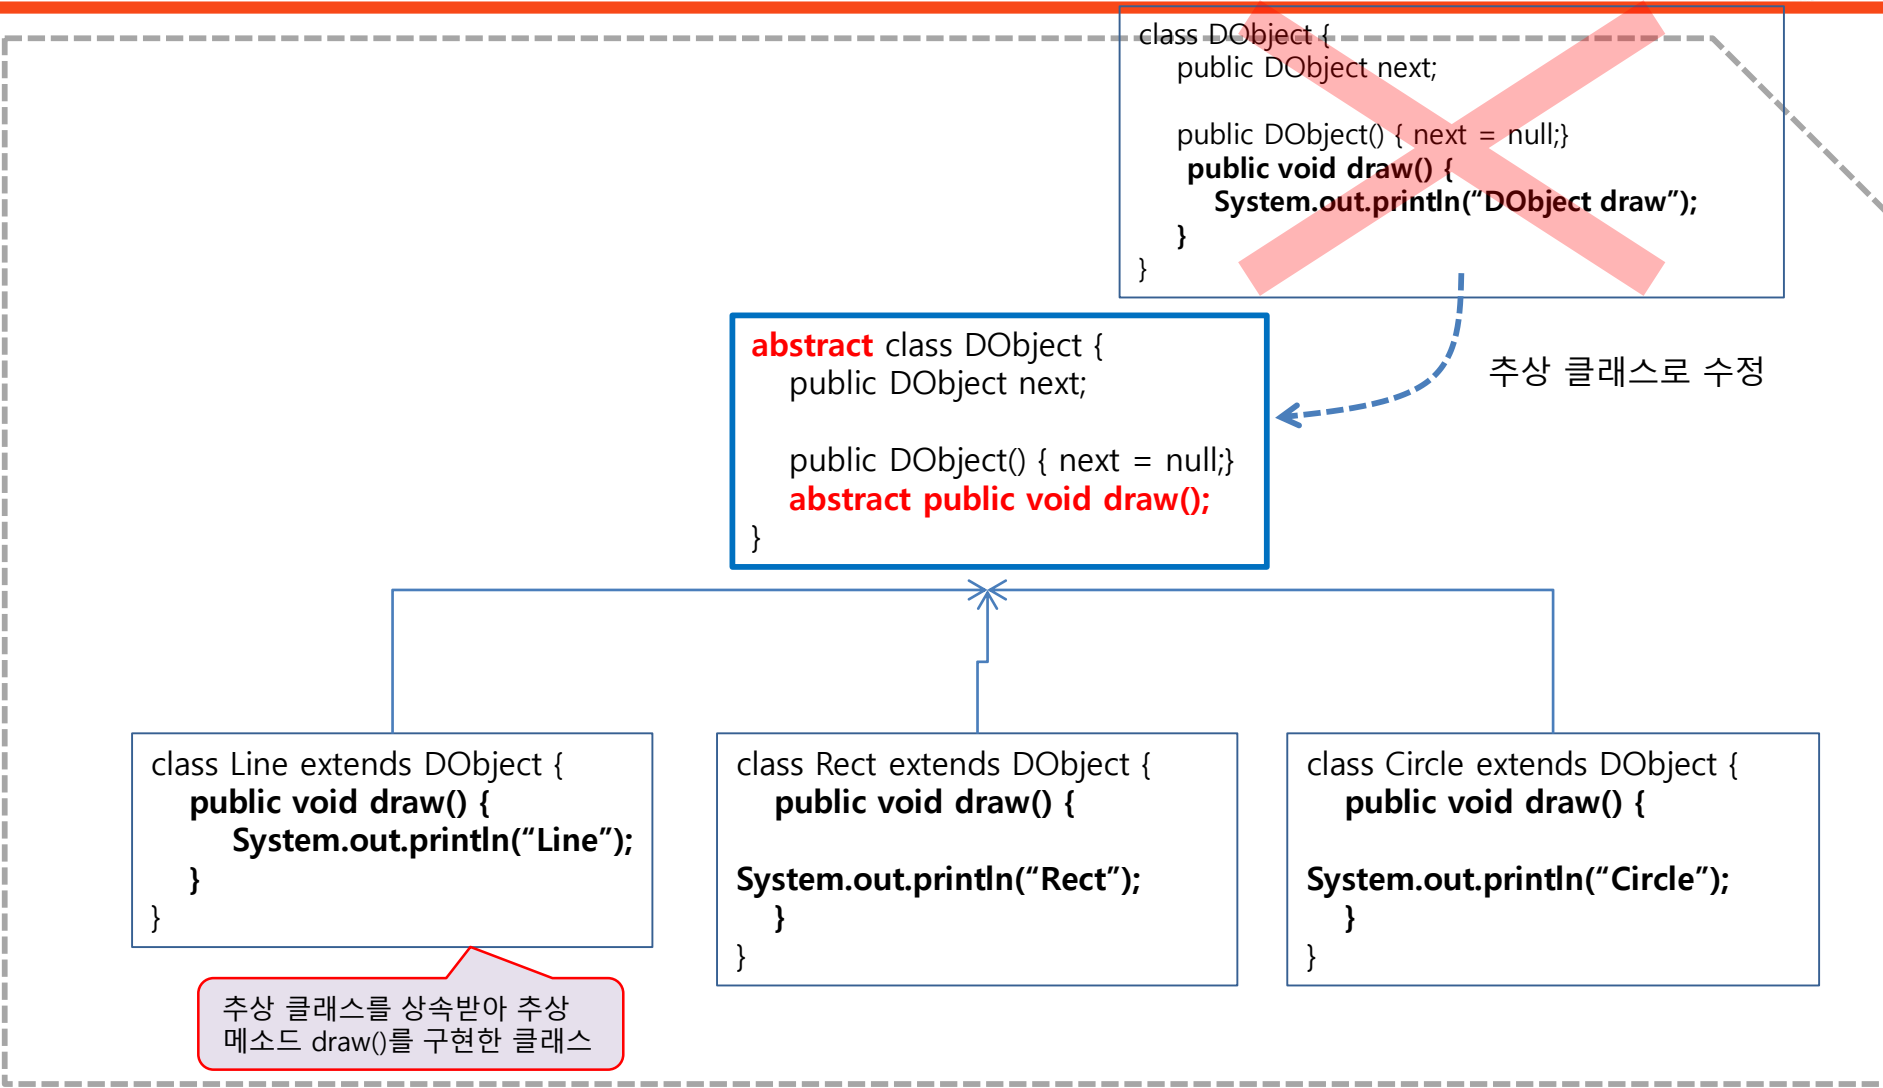 class DObject {
public DObject next;
public DObject() { next = null;}
public void draw() {
System.out.println(“DObject draw”);
}
}
추상 클래스로 수정
abstract class DObject {
public DObject next;
public DObject() { next = null;}
abstract public void draw();
}
class Line extends DObject {
public void draw() {
System.out.println(“Line”);
}
}
class Rect extends DObject {
public void draw() {
System.out.println(“Rect”);
}
}
class Circle extends DObject {
public void draw() {
System.out.println(“Circle”);
}
}
추상 클래스를 상속받아 추상
메소드 draw()를 구현한 클래스